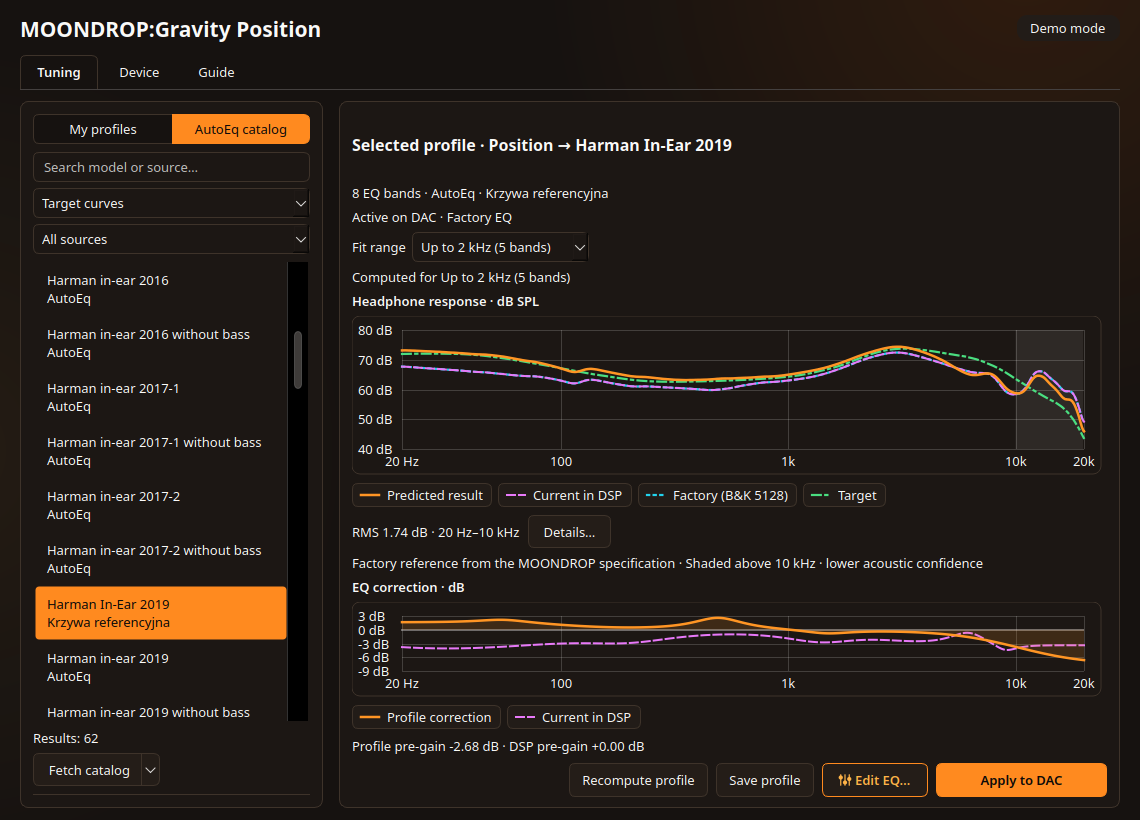 MOONDROP:Gravity Position
Demo mode
Tuning
Device
Guide
My profiles
AutoEq catalog
Search model or source...
Target curves
All sources
Harman in-ear 2016
AutoEq
Harman in-ear 2016 without bass
AutoEq
Harman in-ear 2017-1
AutoEq
Harman in-ear 2017-1 without bass
AutoEq
Harman in-ear 2017-2
AutoEq
Harman in-ear 2017-2 without bass
AutoEq
Harman In-Ear 2019
Krzywa referencyjna
Harman in-ear 2019
AutoEq
Harman in-ear 2019 without bass
Results: 62
Fetch catalog
Selected profile · Position → Harman In-Ear 2019
8 EQ bands · AutoEq · Krzywa referencyjna
Active on DAC · Factory EQ
Fit range
Up to 2 kHz (5 bands)
Computed for Up to 2 kHz (5 bands)
Headphone response · dB SPL
80 dB
70 dB
60 dB
50 dB
40 dB
20 Hz
100
1k
10k
20k
Predicted result
Current in DSP
Factory (B&K 5128)
Target
RMS 1.74 dB · 20 Hz–10 kHz
Details...
Factory reference from the MOONDROP specification · Shaded above 10 kHz · lower acoustic confidence
EQ correction · dB
3 dB
0 dB
-3 dB
-6 dB
-9 dB
20 Hz
100
1k
10k
20k
Profile correction
Current in DSP
Profile pre-gain -2.68 dB · DSP pre-gain +0.00 dB
Recompute profile
Save profile
Edit EQ...
Apply to DAC